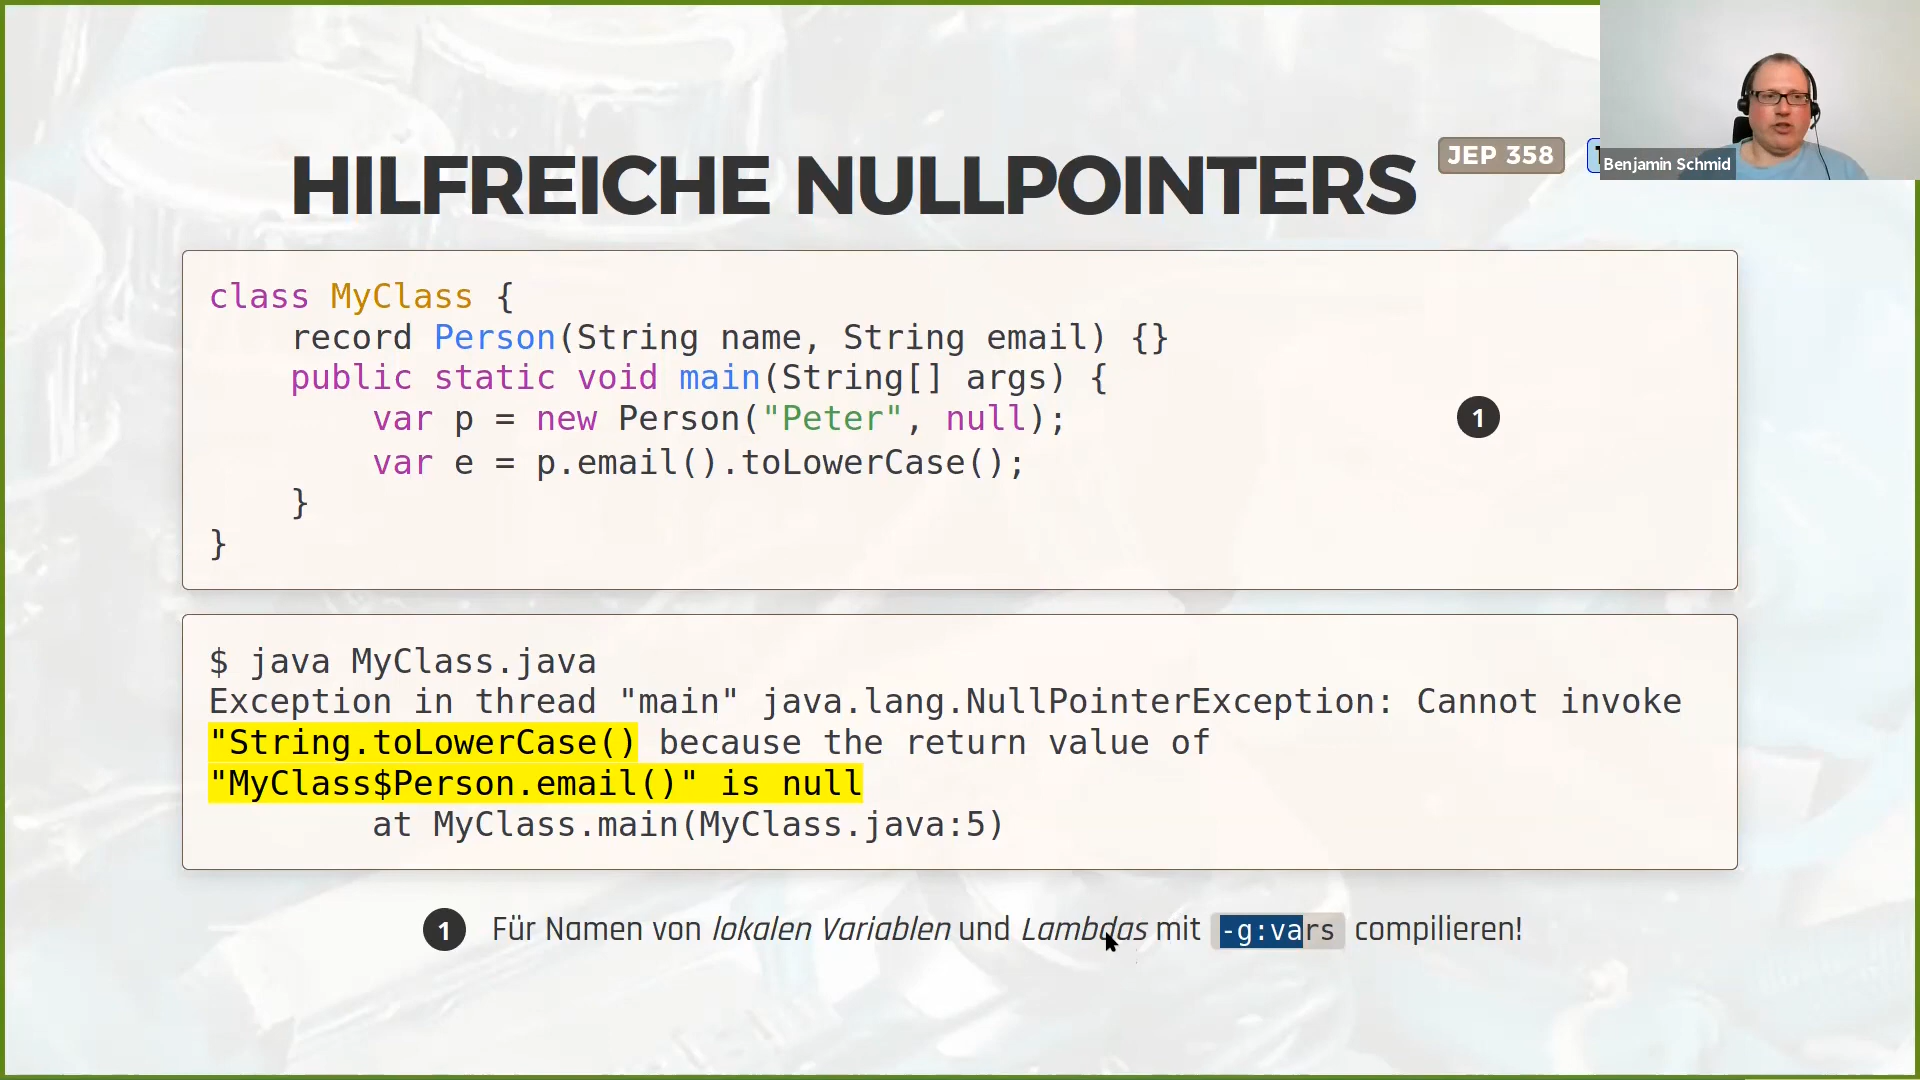 HILFREICHE NULLPOINTERS
JEP 358
Benjamin Schmid
class MyClass {
    record Person(String name, String email) {}
    public static void main(String[] args) {
        var p = new Person("Peter", null); 1
        var e = p.email().toLowerCase();
    }
}
$ java MyClass.java
Exception in thread "main" java.lang.NullPointerException: Cannot invoke
"String.toLowerCase() because the return value of
"MyClass$Person.email()" is null
        at MyClass.main(MyClass.java:5)
1 Für Namen von lokalen Variablen und Lambdas mit -g:vars compilieren!